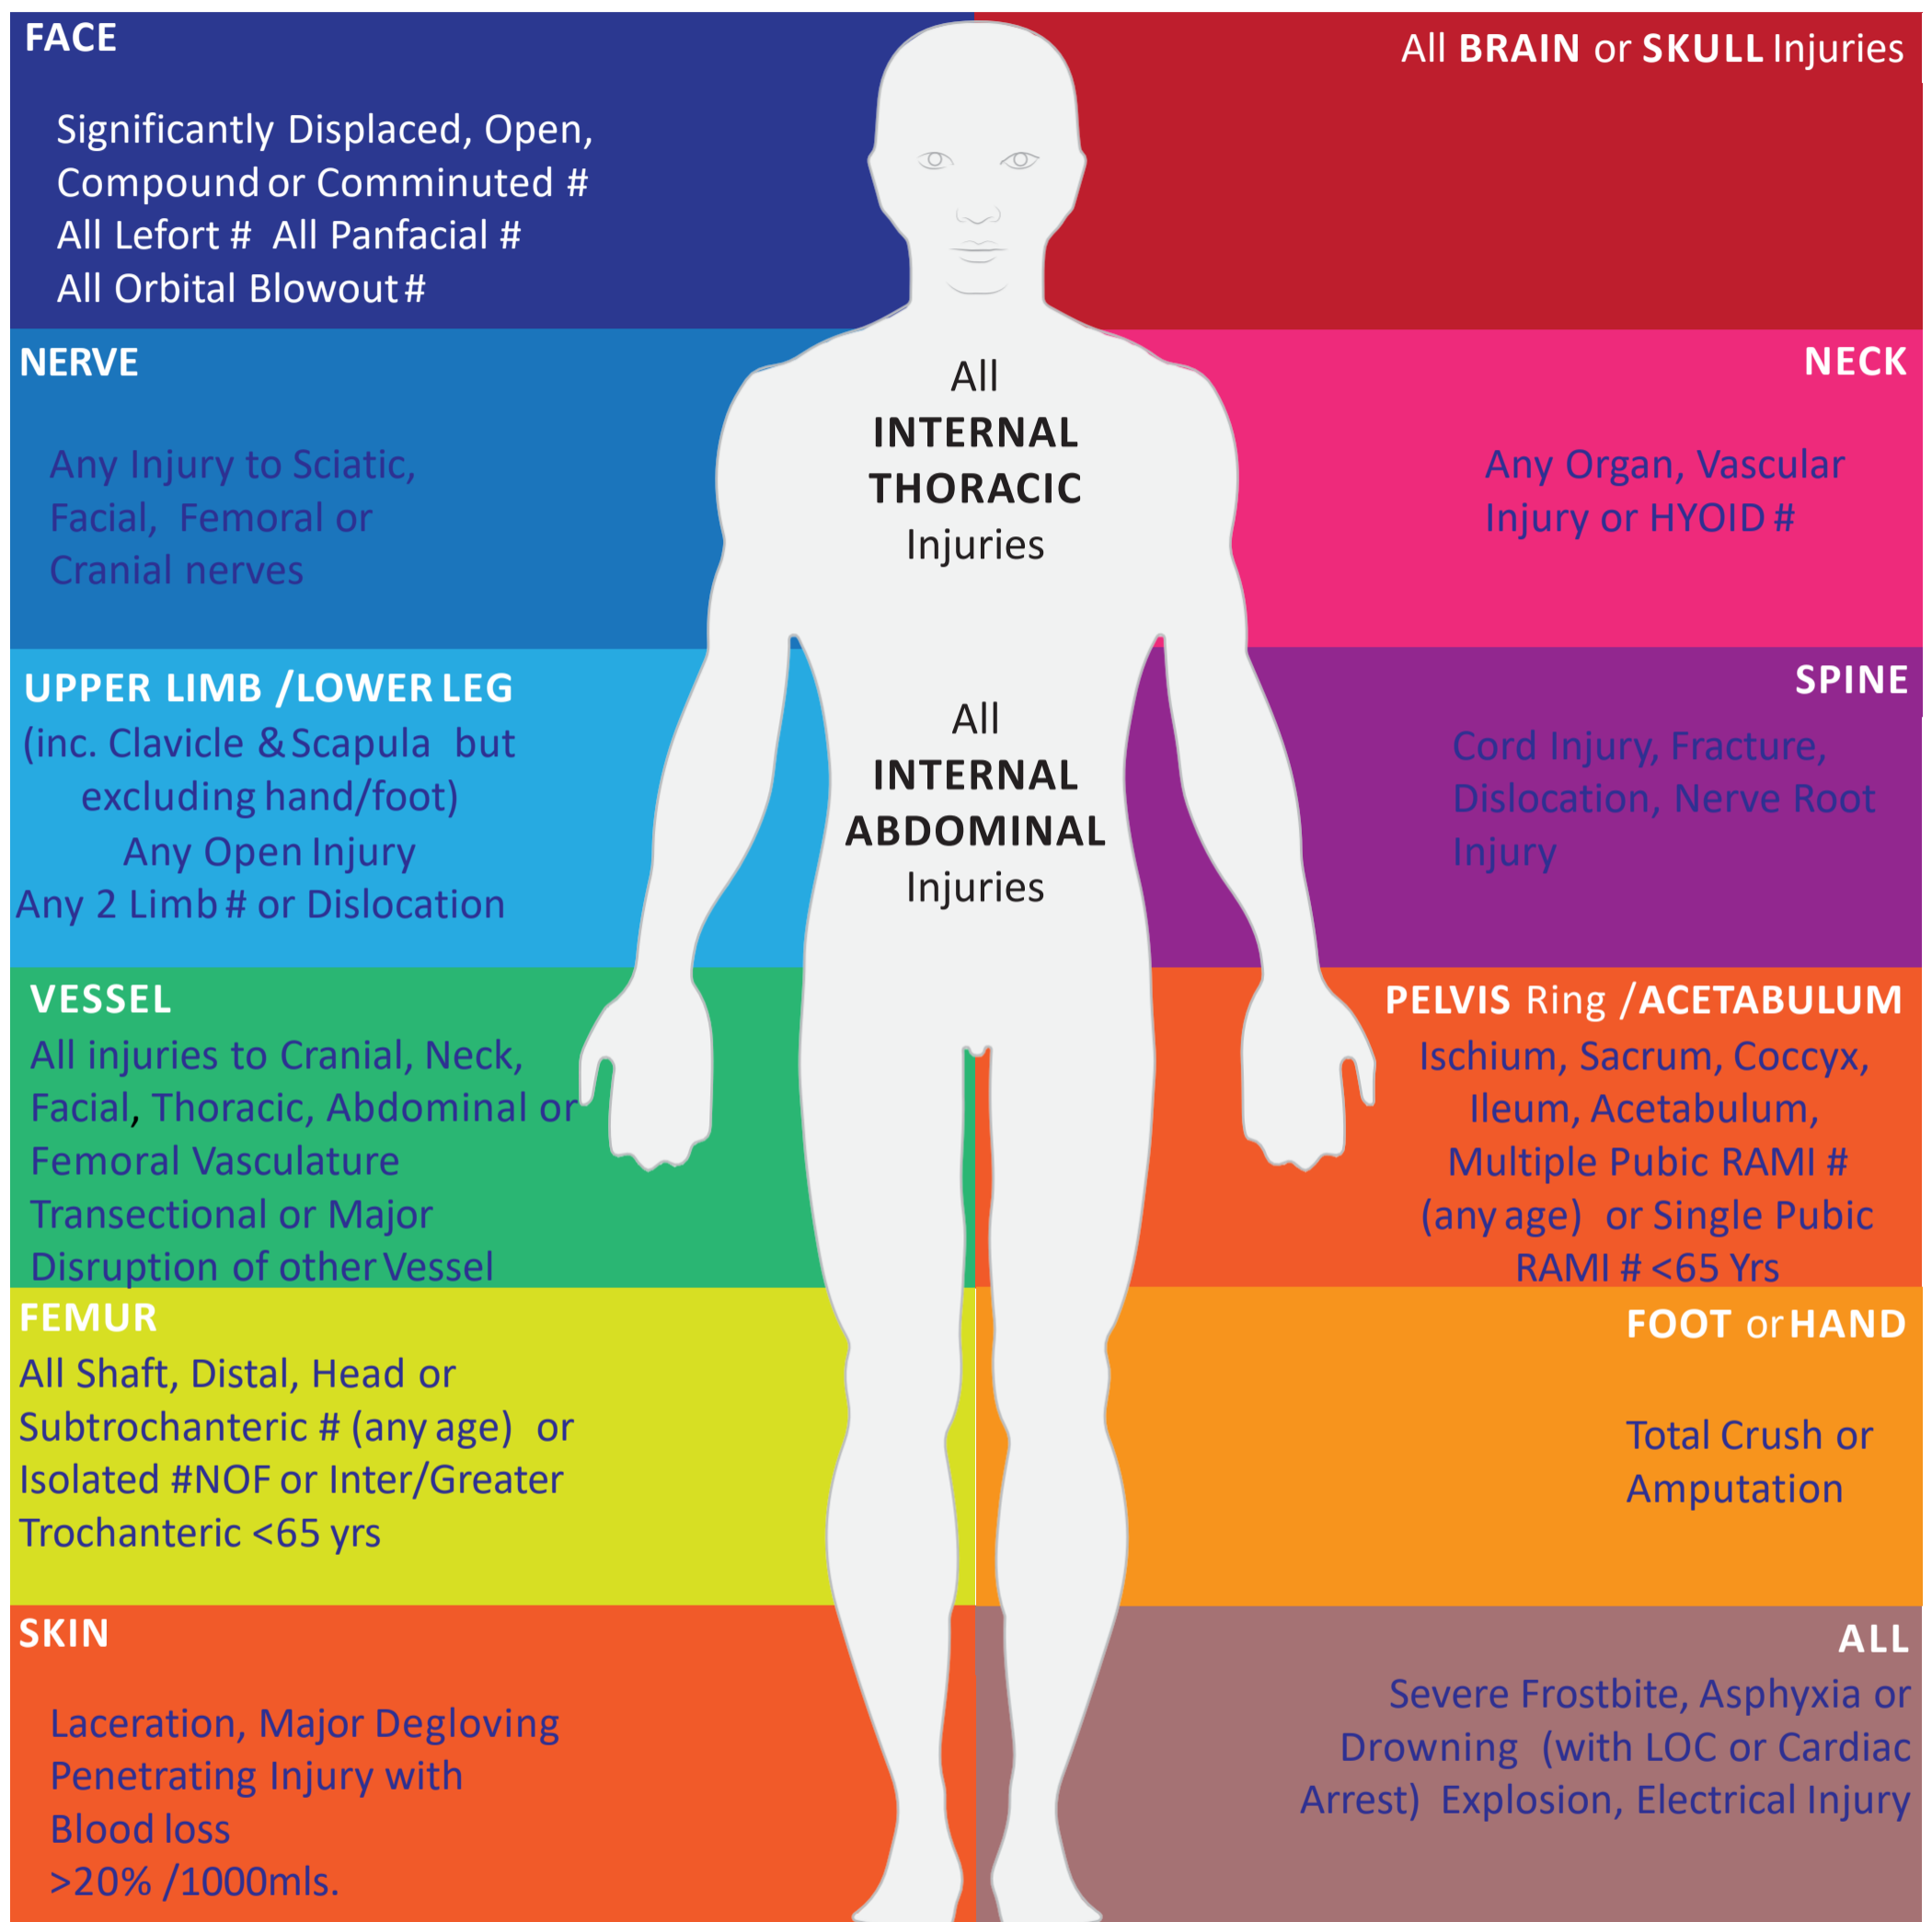 FACE
Significantly Displaced, Open,
Compound or Comminuted #
All Lefort # All Panfacial #
All Orbital Blowout #
All BRAIN or SKULL Injuries
NERVE
Any Injury to Sciatic,
Facial, Femoral or
Cranial nerves
All
INTERNAL
THORACIC
Injuries
NECK
Any Organ, Vascular
Injury or HYOID #
UPPER LIMB /LOWER LEG
(inc. Clavicle & Scapula but
excluding hand/foot)
Any Open Injury
Any 2 Limb # or Dislocation
All
INTERNAL
ABDOMINAL
Injuries
SPINE
Cord Injury, Fracture,
Dislocation, Nerve Root
Injury
VESSEL
All injuries to Cranial, Neck,
Facial, Thoracic, Abdominal or
Femoral Vasculature
Transectional or Major
Disruption of other Vessel
PELVIS Ring /ACETABULUM
Ischium, Sacrum, Coccyx,
Ileum, Acetabulum,
Multiple Pubic RAMI #
(any age) or Single Pubic
RAMI # <65 Yrs
FEMUR
All Shaft, Distal, Head or
Subtrochanteric # (any age) or
Isolated #NOF or Inter/Greater
Trochanteric <65 yrs
FOOT or HAND
Total Crush or
Amputation
SKIN
Laceration, Major Degloving
Penetrating Injury with
Blood loss
>20% /1000mls.
ALL
Severe Frostbite, Asphyxia or
Drowning (with LOC or Cardiac
Arrest) Explosion, Electrical Injury